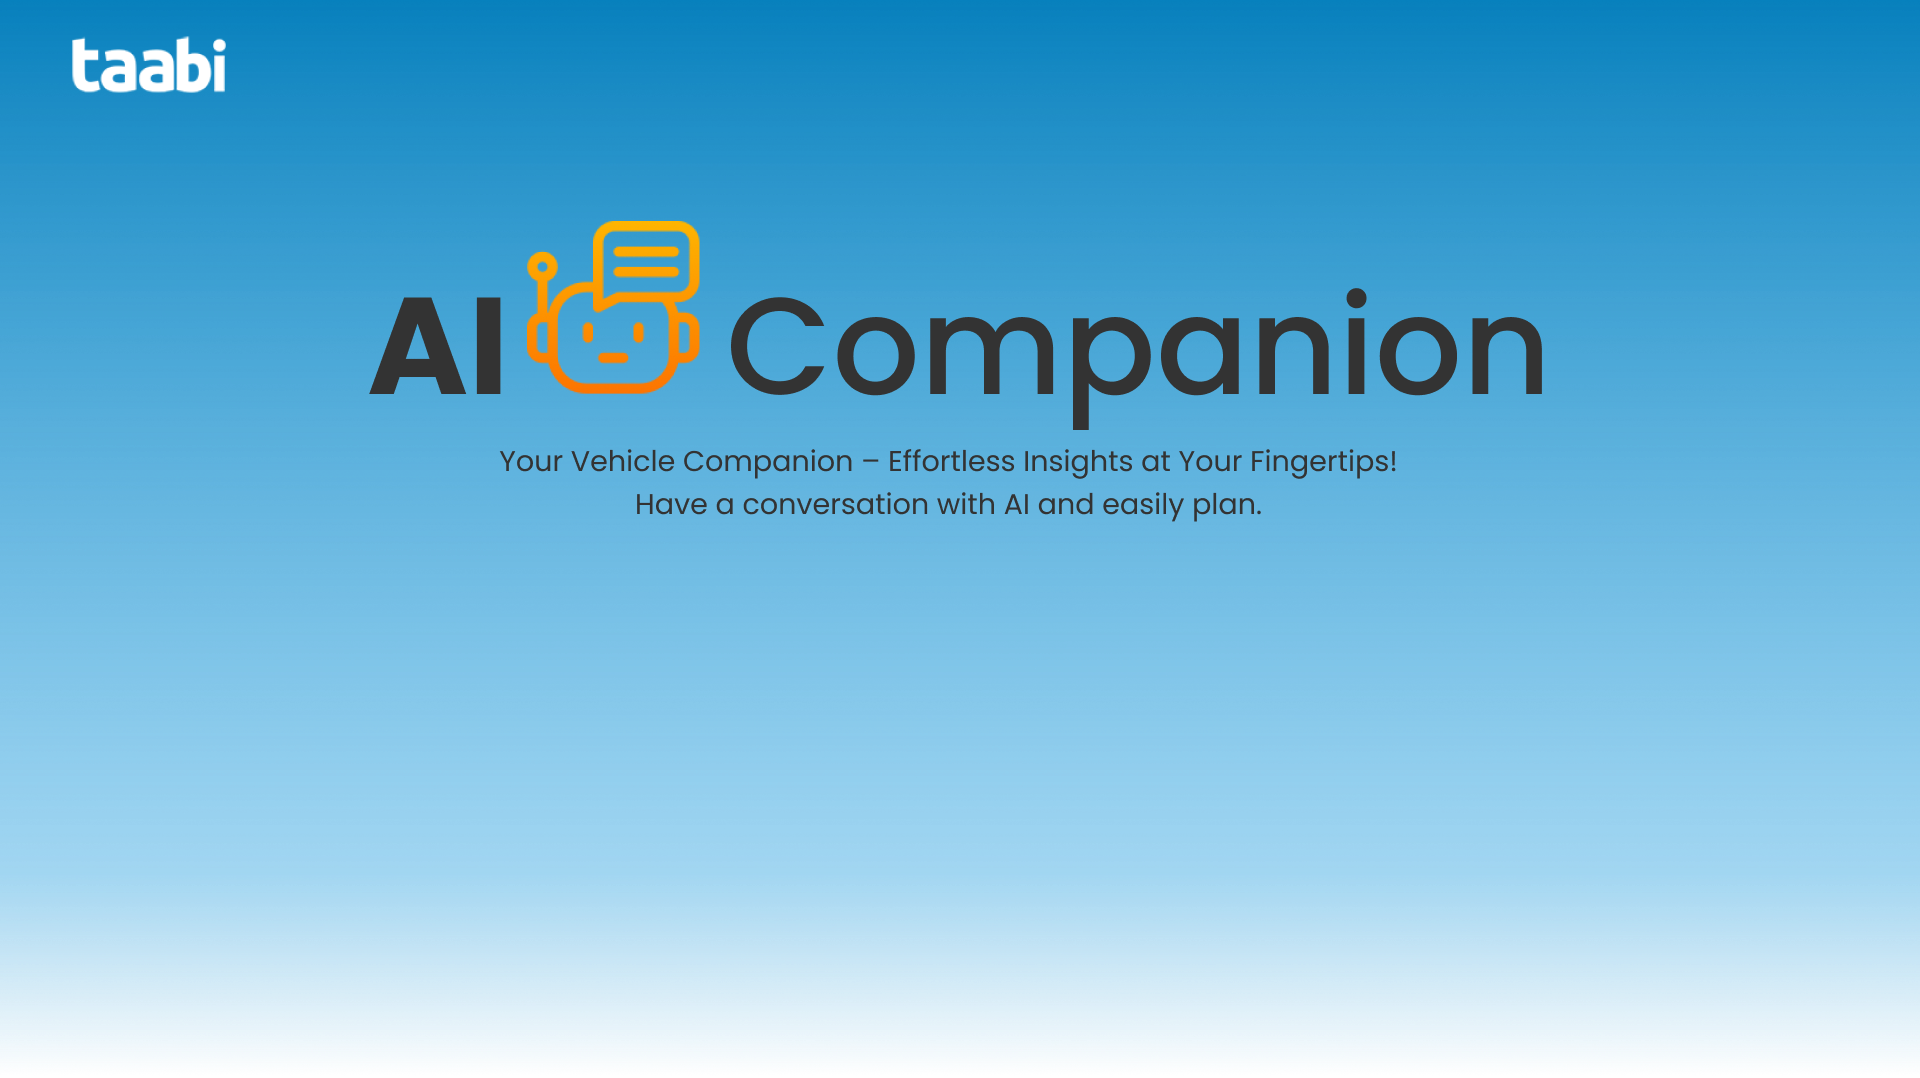 taabi
AI Companion
Your Vehicle Companion – Effortless Insights at Your Fingertips!
Have a conversation with AI and easily plan.